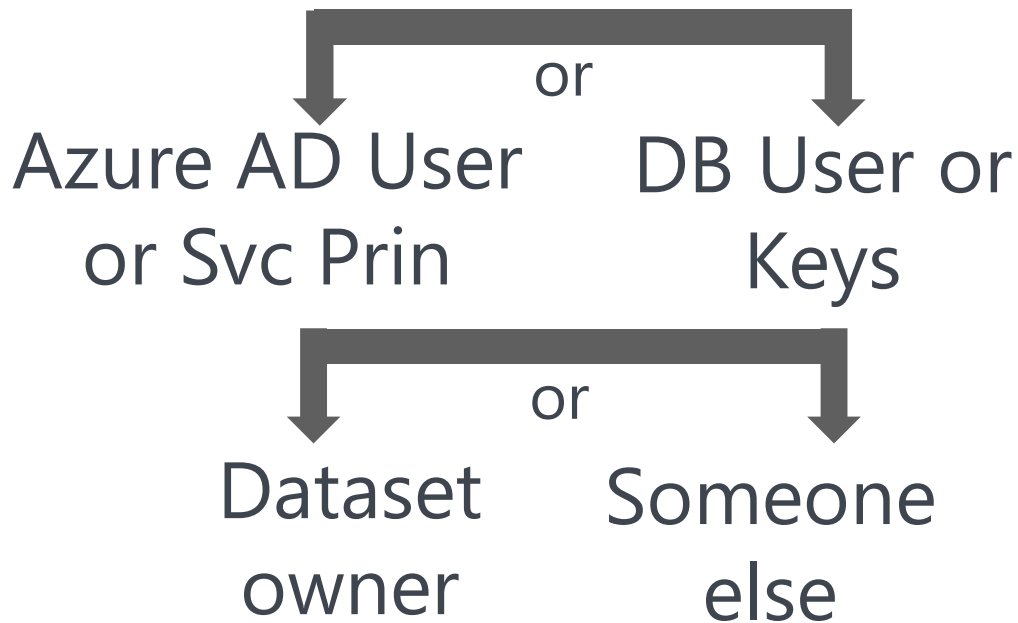 or
Azure AD User
or Svc Prin
DB User or
Keys
or
Dataset
owner
Someone
else